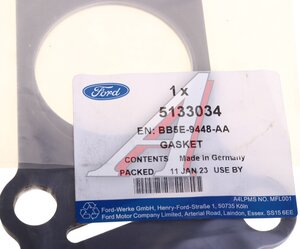 Ford
1 x
5133034
EN: BB5E-9448-AA
GASKET
CONTENTS Made in Germany
PACKED 11 JAN 23 USE BY
A4LPMS NO. MFL001
Ford-Werke GmbH, Henry-Ford-Straße 1, 50735 Köln
Ford Motor Company Limited, Arterial Road, Laindon, Essex. SS15 6EE